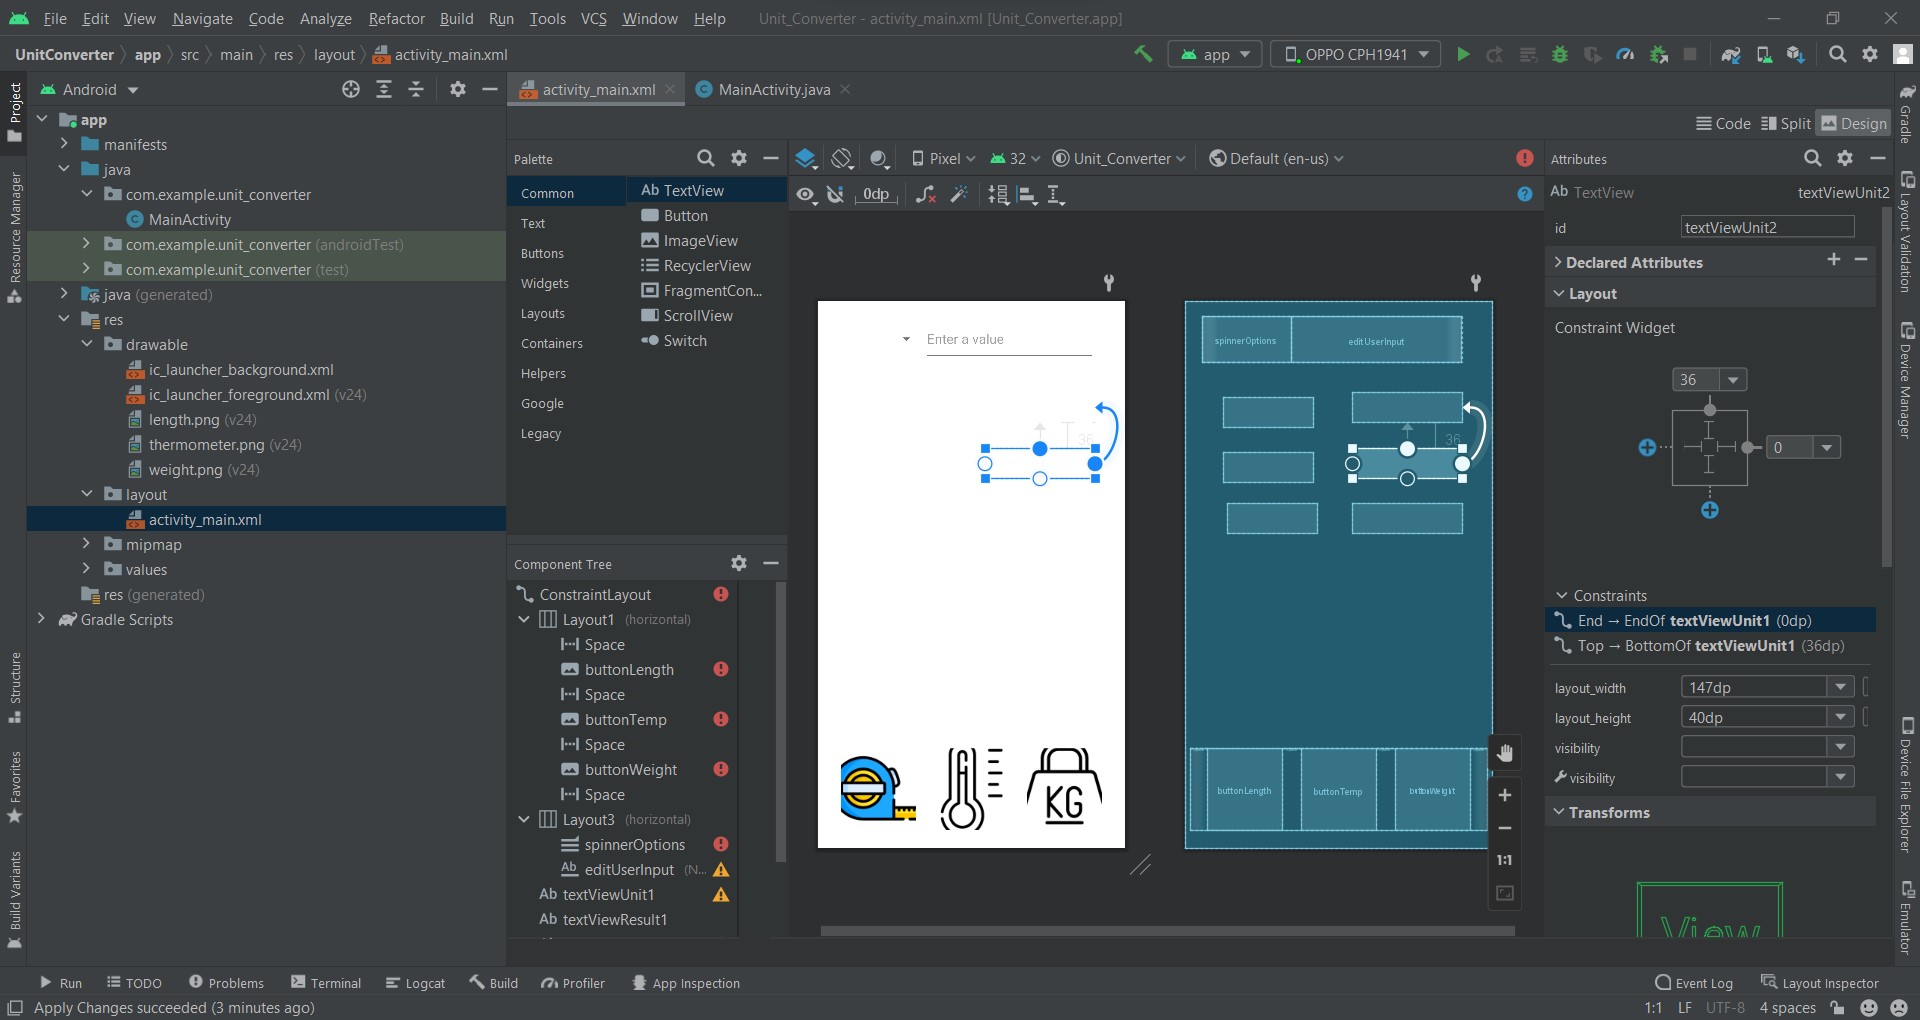 File Edit View Navigate Code Analyze Refactor Build Run Tools VCS Window Help Unit_Converter - activity_main.xml [Unit_Converter.app]
UnitConverter app src main res layout activity_main.xml app OPPO CPH1941
Project
Resource Manager
Structure
Favorites
Build Variants
Android
app
manifests
java
com.example.unit_converter
MainActivity
com.example.unit_converter (androidTest)
com.example.unit_converter (test)
java (generated)
res
drawable
ic_launcher_background.xml
ic_launcher_foreground.xml (v24)
length.png (v24)
thermometer.png (v24)
weight.png (v24)
layout
activity_main.xml
mipmap
values
res (generated)
Gradle Scripts
activity_main.xml MainActivity.java
Code Split Design
Palette
Common
Text
Buttons
Widgets
Layouts
Containers
Helpers
Google
Legacy
Ab TextView
Button
ImageView
RecyclerView
FragmentCon...
ScrollView
Switch
Component Tree
ConstraintLayout
Layout1 (horizontal)
Space
buttonLength
Space
buttonTemp
Space
buttonWeight
Space
Layout3 (horizontal)
spinnerOptions
Ab editUserInput (N...
Ab textViewUnit1
Ab textViewResult1
Pixel 32 Unit_Converter Default (en-us)
0dp
Enter a value
36
KG
spinnerOptions editUserInput
36
buttonLength buttonTemp buttonWeight
1:1
Attributes
Ab TextView textViewUnit2
id textViewUnit2
Declared Attributes
Layout
Constraint Widget
36
0
Constraints
End → EndOf textViewUnit1 (0dp)
Top → BottomOf textViewUnit1 (36dp)
layout_width 147dp
layout_height 40dp
visibility
visibility
Transforms
View
Gradle
Layout Validation
Device Manager
Device File Explorer
Emulator
Run TODO Problems Terminal Logcat Build Profiler App Inspection Event Log Layout Inspector
Apply Changes succeeded (3 minutes ago) 1:1 LF UTF-8 4 spaces